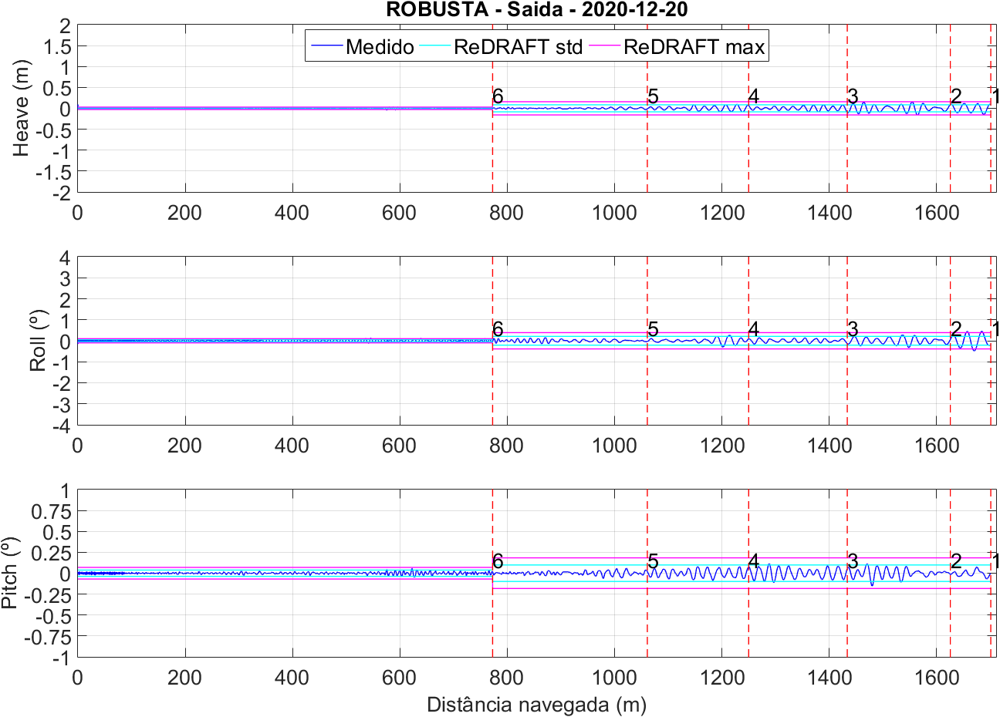 ROBUSTA - Saida - 2020-12-20
Medido ReDRAFT std ReDRAFT max
Heave (m)
2
1.5
1
0.5
0
-0.5
-1
-1.5
-2
6 5 4 3 2 1
0 200 400 600 800 1000 1200 1400 1600
Roll (º)
4
3
2
1
0
-1
-2
-3
-4
6 5 4 3 2 1
0 200 400 600 800 1000 1200 1400 1600
Pitch (º)
1
0.75
0.5
0.25
0
-0.25
-0.5
-0.75
-1
6 5 4 3 2 1
0 200 400 600 800 1000 1200 1400 1600
Distância navegada (m)